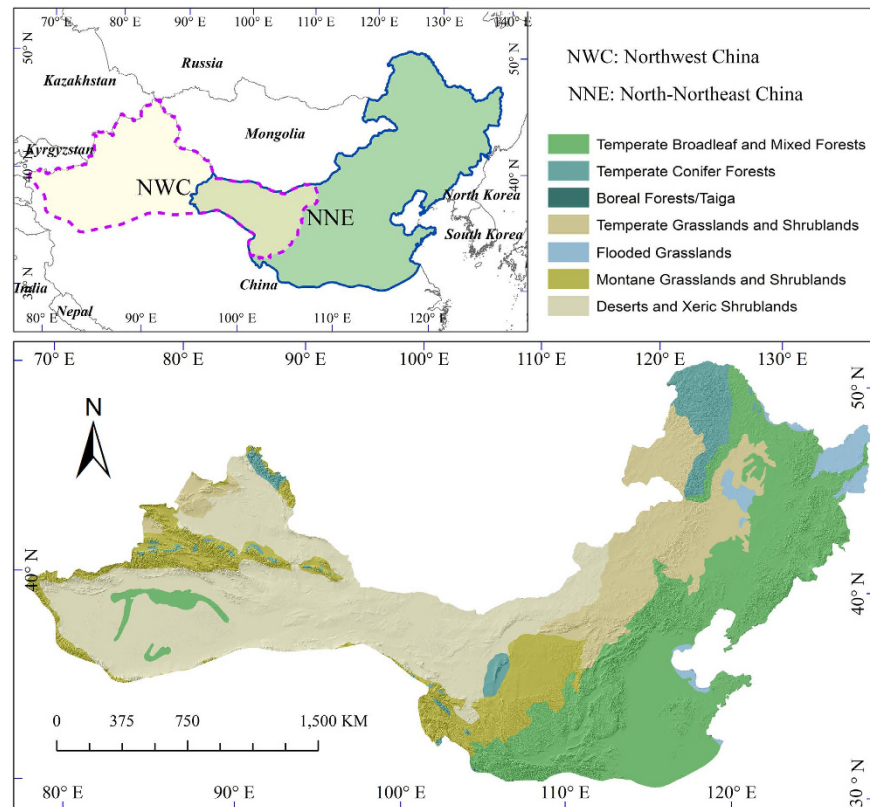 70° E 80° E 90° E 100° E 110° E 120° E 130° E 140° E
50° N
50° N
Russia
Kazakhstan
Mongolia
Kyrgyzstan
40° N
40° N
NWC
NNE
North Korea
South Korea
China
30° N
India
Nepal
80° E 90° E 100° E 110° E 120° E
NWC: Northwest China
NNE: North-Northeast China
Temperate Broadleaf and Mixed Forests
Temperate Conifer Forests
Boreal Forests/Taiga
Temperate Grasslands and Shrublands
Flooded Grasslands
Montane Grasslands and Shrublands
Deserts and Xeric Shrublands
70° E 80° E 90° E 100° E 110° E 120° E 130° E
50° N
N
40° N
40° N
0 375 750 1,500 KM
30° N
80° E 90° E 100° E 110° E 120° E